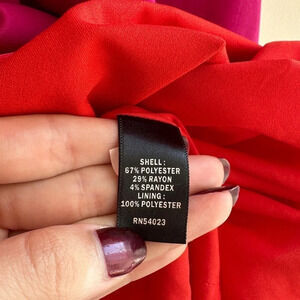 SHELL:
67% POLYESTER
29% RAYON
4% SPANDEX
LINING:
100% POLYESTER
RN54023